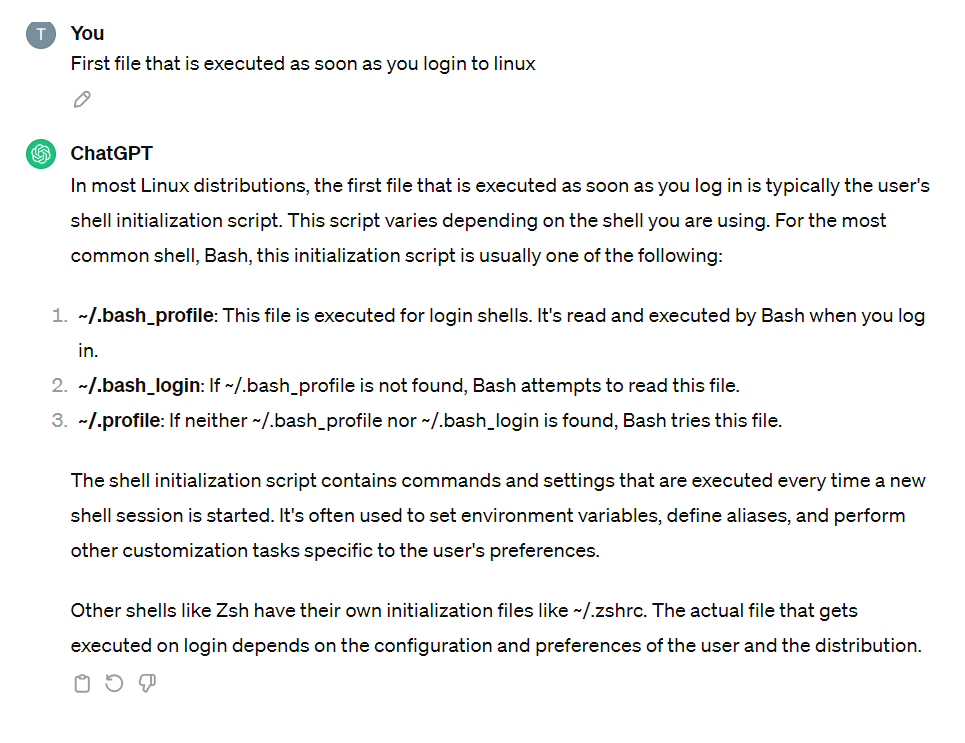 T
You
First file that is executed as soon as you login to linux
ChatGPT
In most Linux distributions, the first file that is executed as soon as you log in is typically the user's
shell initialization script. This script varies depending on the shell you are using. For the most
common shell, Bash, this initialization script is usually one of the following:
1. ~/.bash_profile: This file is executed for login shells. It's read and executed by Bash when you log
in.
2. ~/.bash_login: If ~/.bash_profile is not found, Bash attempts to read this file.
3. ~/.profile: If neither ~/.bash_profile nor ~/.bash_login is found, Bash tries this file.
The shell initialization script contains commands and settings that are executed every time a new
shell session is started. It's often used to set environment variables, define aliases, and perform
other customization tasks specific to the user's preferences.
Other shells like Zsh have their own initialization files like ~/.zshrc. The actual file that gets
executed on login depends on the configuration and preferences of the user and the distribution.